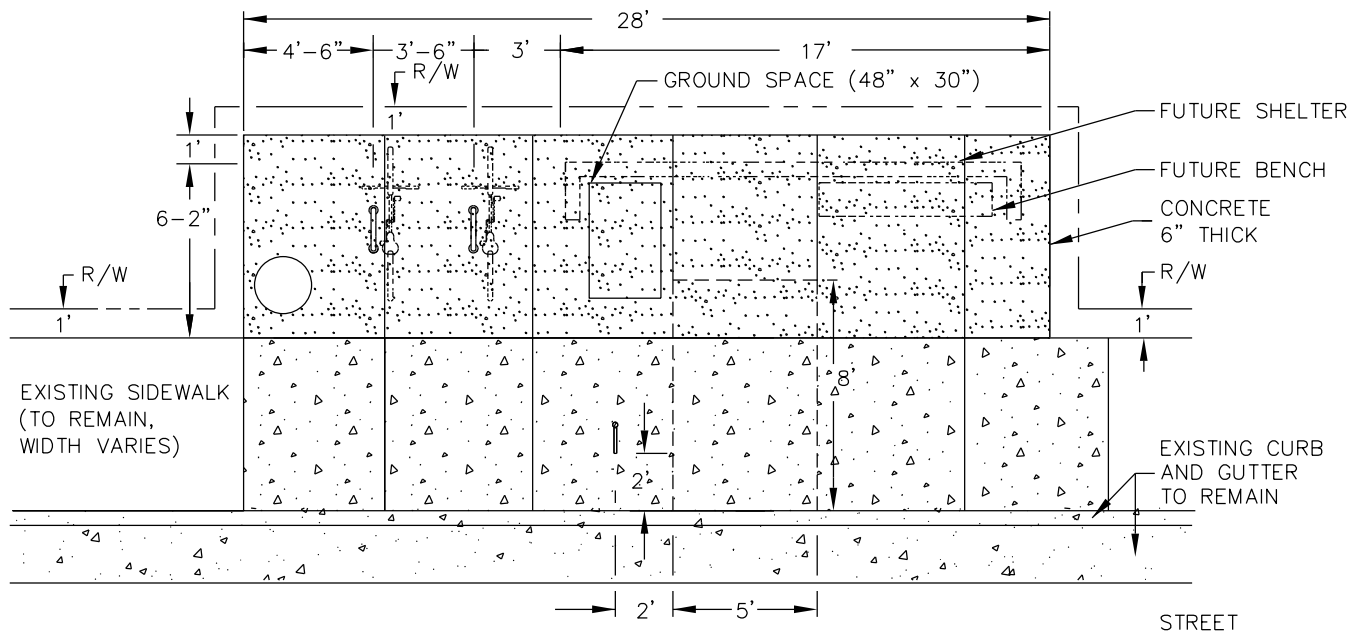 28'
4'-6"
3'-6"
3'
17'
R/W
GROUND SPACE (48" x 30")
1'
FUTURE SHELTER
1'
FUTURE BENCH
6-2"
CONCRETE
6" THICK
R/W
R/W
1'
1'
8'
EXISTING SIDEWALK
(TO REMAIN,
WIDTH VARIES)
EXISTING CURB
AND GUTTER
TO REMAIN
2'
2'
5'
STREET